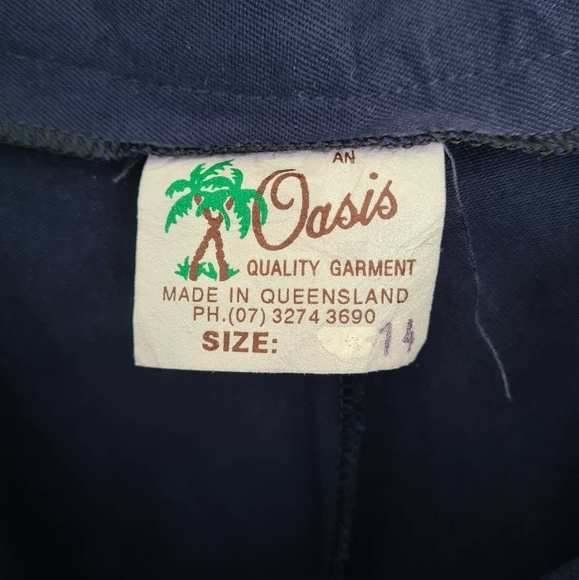 AN
Oasis
QUALITY GARMENT
MADE IN QUEENSLAND
PH.(07) 3274 3690
SIZE: 14